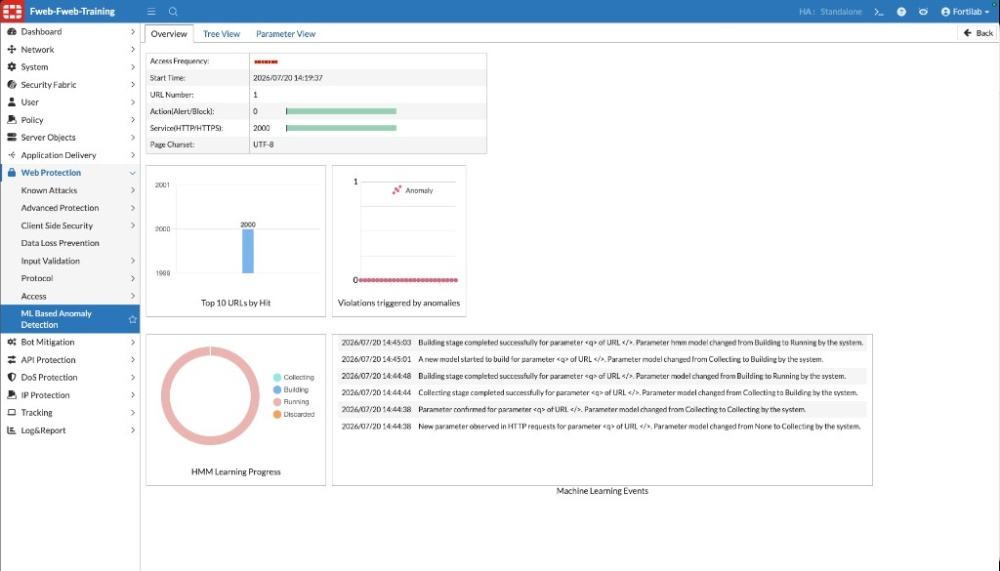 Fweb-Fweb-Training
HA: Standalone
Fortilab
Dashboard
Network
System
Security Fabric
User
Policy
Server Objects
Application Delivery
Web Protection
Known Attacks
Advanced Protection
Client Side Security
Data Loss Prevention
Input Validation
Protocol
Access
ML Based Anomaly
Detection
Bot Mitigation
API Protection
DoS Protection
IP Protection
Tracking
Log&Report
Overview Tree View Parameter View
Back
Access Frequency:
Start Time: 2026/07/20 14:19:37
URL Number: 1
Action(Alert/Block): 0
Service(HTTP/HTTPS): 2000
Page Charset: UTF-8
2001
2000
1999
2000
Top 10 URLs by Hit
1
0
Anomaly
Violations triggered by anomalies
Collecting
Building
Running
Discarded
HMM Learning Progress
2026/07/20 14:45:03 Building stage completed successfully for parameter <q> of URL </>. Parameter hmm model changed from Building to Running by the system.
2026/07/20 14:45:01 A new model started to build for parameter <q> of URL </>. Parameter model changed from Collecting to Building by the system.
2026/07/20 14:44:48 Building stage completed successfully for parameter <q> of URL </>. Parameter model changed from Building to Running by the system.
2026/07/20 14:44:44 Collecting stage completed successfully for parameter <q> of URL </>. Parameter model changed from Collecting to Building by the system.
2026/07/20 14:44:38 Parameter confirmed for parameter <q> of URL </>. Parameter model changed from Collecting to Collecting by the system.
2026/07/20 14:44:38 New parameter observed in HTTP requests for parameter <q> of URL </>. Parameter model changed from None to Collecting by the system.
Machine Learning Events